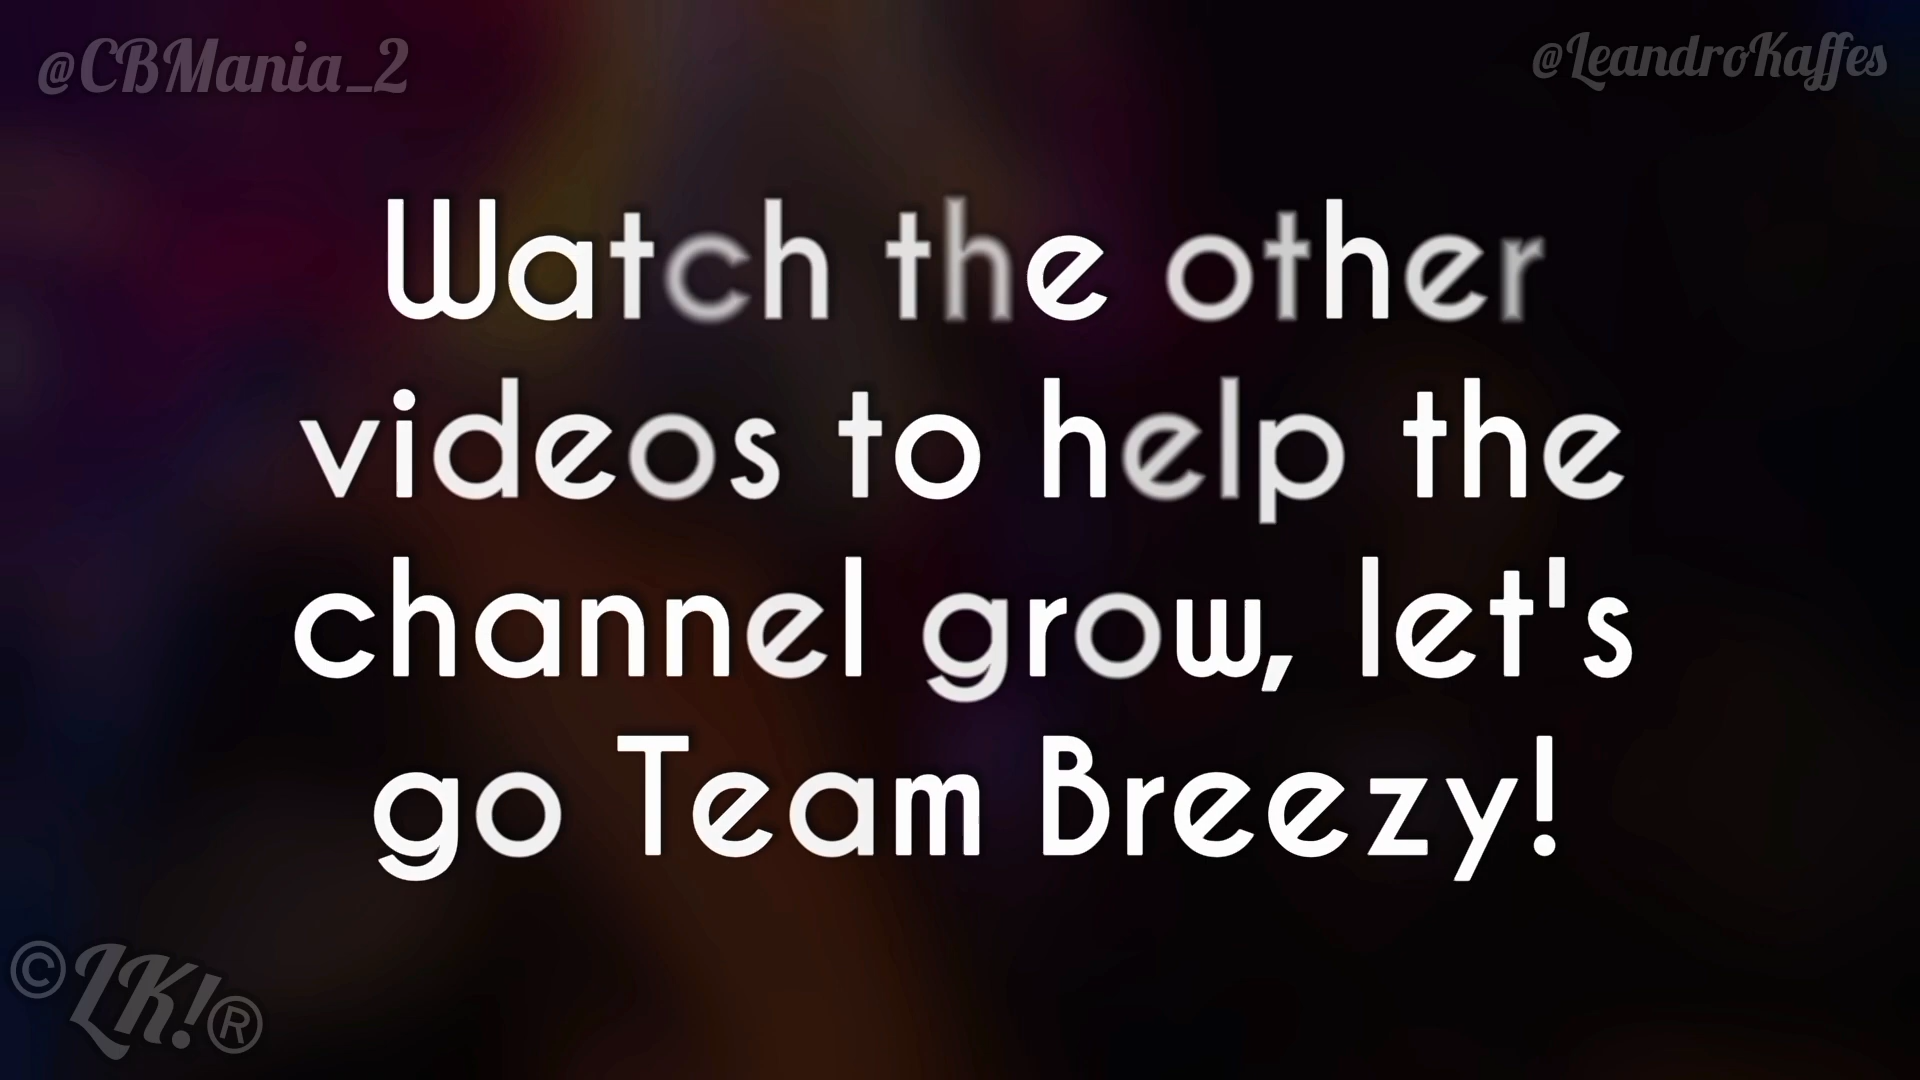 @CBMania_2
@LeandroKaffes
Watch the other
videos to help the
channel grow, let's
go Team Breezy!
©LK!®